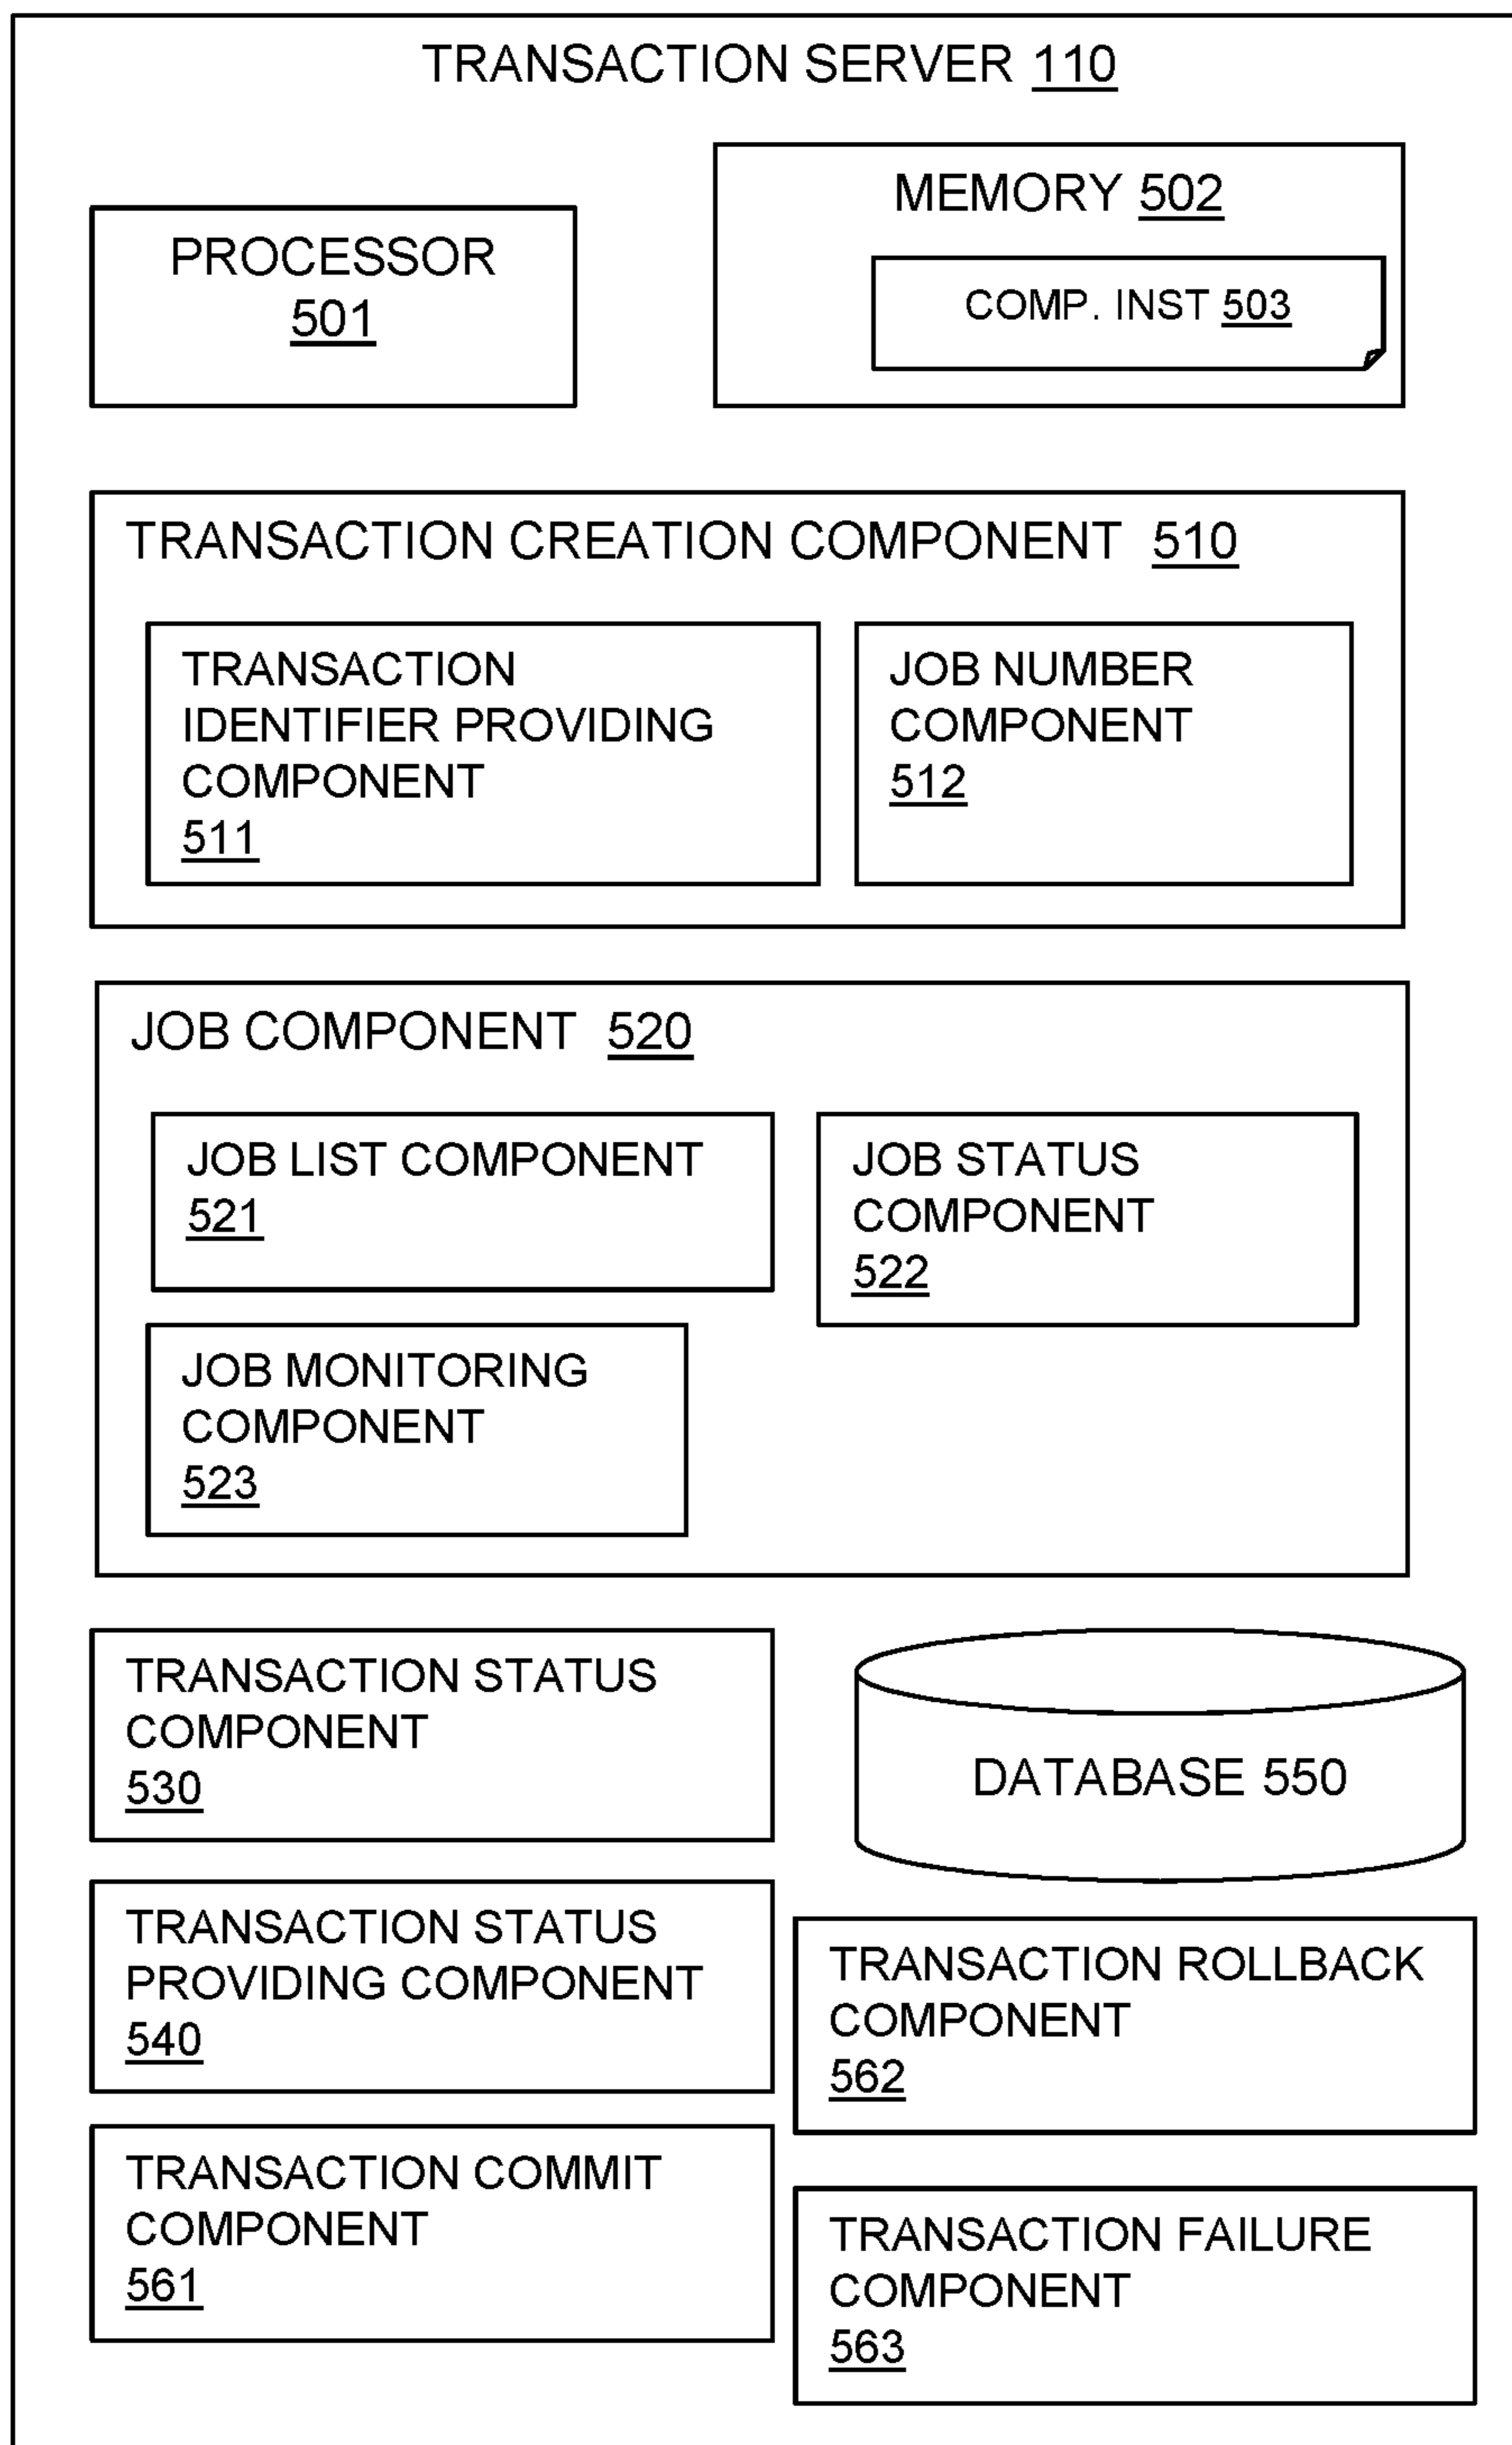 TRANSACTION SERVER 110
MEMORY 502
PROCESSOR
501
COMP. INST 503
TRANSACTION CREATION COMPONENT 510
TRANSACTION
IDENTIFIER PROVIDING
COMPONENT
511
JOB NUMBER
COMPONENT
512
JOB COMPONENT 520
JOB LIST COMPONENT
521
JOB STATUS
COMPONENT
522
JOB MONITORING
COMPONENT
523
TRANSACTION STATUS
COMPONENT
530
DATABASE 550
TRANSACTION STATUS
PROVIDING COMPONENT
540
TRANSACTION ROLLBACK
COMPONENT
562
TRANSACTION COMMIT
COMPONENT
561
TRANSACTION FAILURE
COMPONENT
563